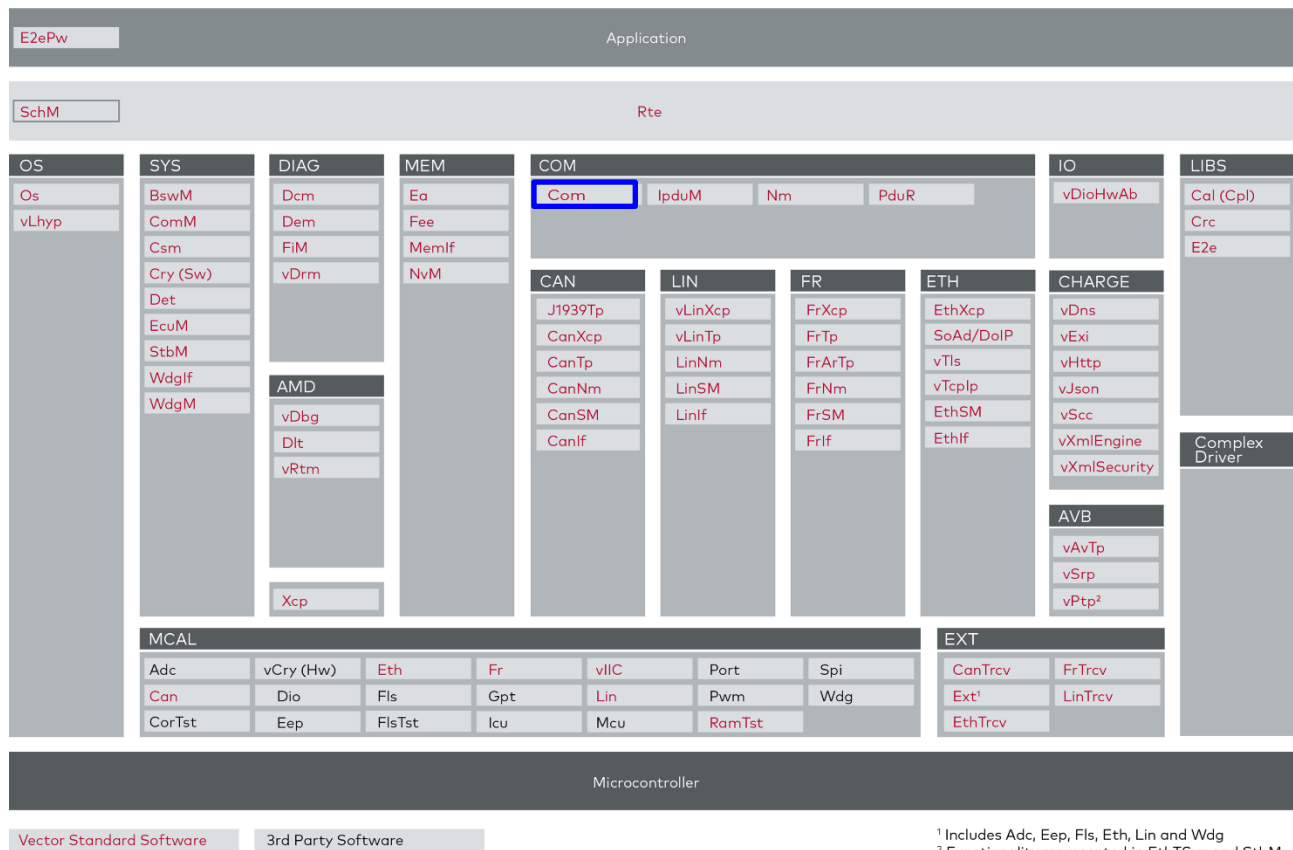 E2ePw
Application
SchM
Rte
OS
Os
vLhyp
SYS
BswM
ComM
Csm
Cry (Sw)
Det
EcuM
StbM
WdgIf
WdgM
DIAG
Dcm
Dem
FiM
vDrm
AMD
vDbg
Dlt
vRtm
Xcp
MEM
Ea
Fee
MemIf
NvM
COM
Com IpduM Nm PduR
CAN
J1939Tp
CanXcp
CanTp
CanNm
CanSM
CanIf
LIN
vLinXcp
vLinTp
LinNm
LinSM
LinIf
FR
FrXcp
FrTp
FrArTp
FrNm
FrSM
FrIf
ETH
EthXcp
SoAd/DoIP
vTls
vTcpIp
EthSM
EthIf
IO
vDioHwAb
CHARGE
vDns
vExi
vHttp
vJson
vScc
vXmlEngine
vXmlSecurity
AVB
vAvTp
vSrp
vPtp²
LIBS
Cal (Cpl)
Crc
E2e
Complex
Driver
MCAL
Adc vCry (Hw) Eth Fr vIIC Port Spi
Can Dio Fls Gpt Lin Pwm Wdg
CorTst Eep FlsTst Icu Mcu RamTst
EXT
CanTrcv FrTrcv
Ext¹ LinTrcv
EthTrcv
Microcontroller
Vector Standard Software 3rd Party Software
¹ Includes Adc, Eep, Fls, Eth, Lin and Wdg